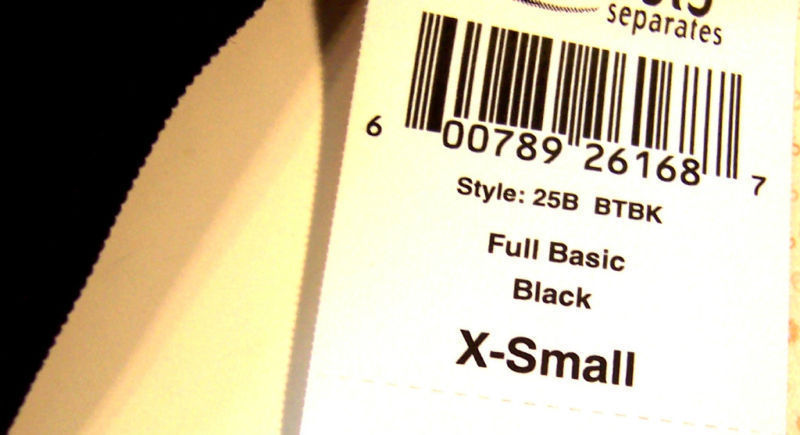 separates
6 00789 26168 7
Style: 25B BTBK
Full Basic
Black
X-Small